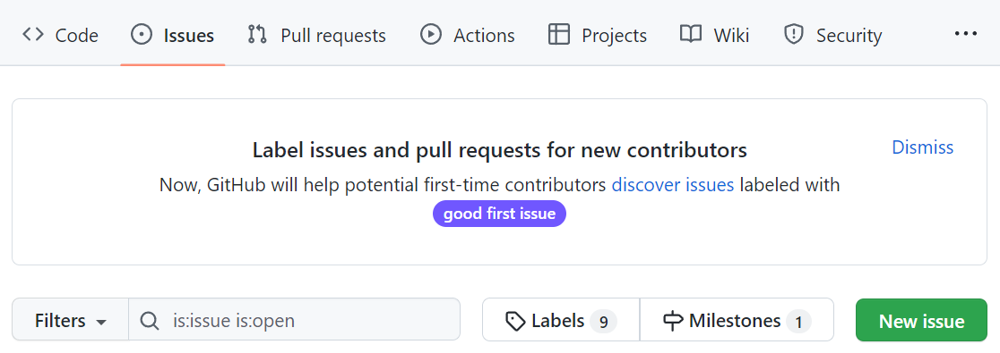 Code Issues Pull requests Actions Projects Wiki Security
Label issues and pull requests for new contributors
Dismiss
Now, GitHub will help potential first-time contributors discover issues labeled with
good first issue
Filters is:issue is:open Labels 9 Milestones 1 New issue